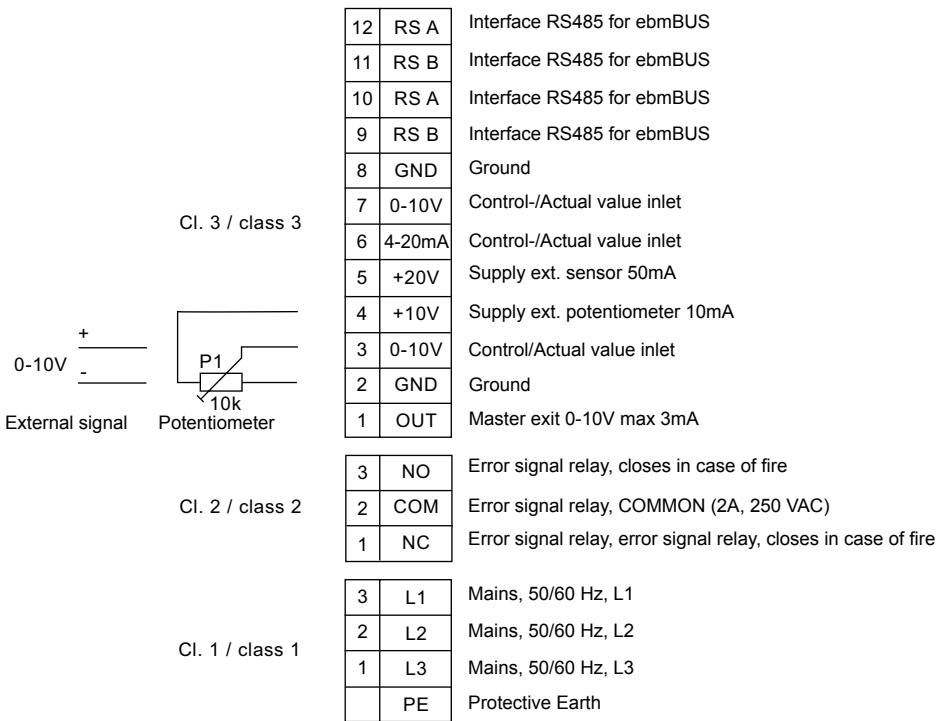 12 RS A Interface RS485 for ebmBUS
11 RS B Interface RS485 for ebmBUS
10 RS A Interface RS485 for ebmBUS
9 RS B Interface RS485 for ebmBUS
8 GND Ground
7 0-10V Control-/Actual value inlet
Cl. 3 / class 3
6 4-20mA Control-/Actual value inlet
5 +20V Supply ext. sensor 50mA
4 +10V Supply ext. potentiometer 10mA
+
3 0-10V Control/Actual value inlet
0-10V P1
-
2 GND Ground
10k
External signal Potentiometer
1 OUT Master exit 0-10V max 3mA
3 NO Error signal relay, closes in case of fire
Cl. 2 / class 2
2 COM Error signal relay, COMMON (2A, 250 VAC)
1 NC Error signal relay, error signal relay, closes in case of fire
3 L1 Mains, 50/60 Hz, L1
2 L2 Mains, 50/60 Hz, L2
Cl. 1 / class 1
1 L3 Mains, 50/60 Hz, L3
PE Protective Earth